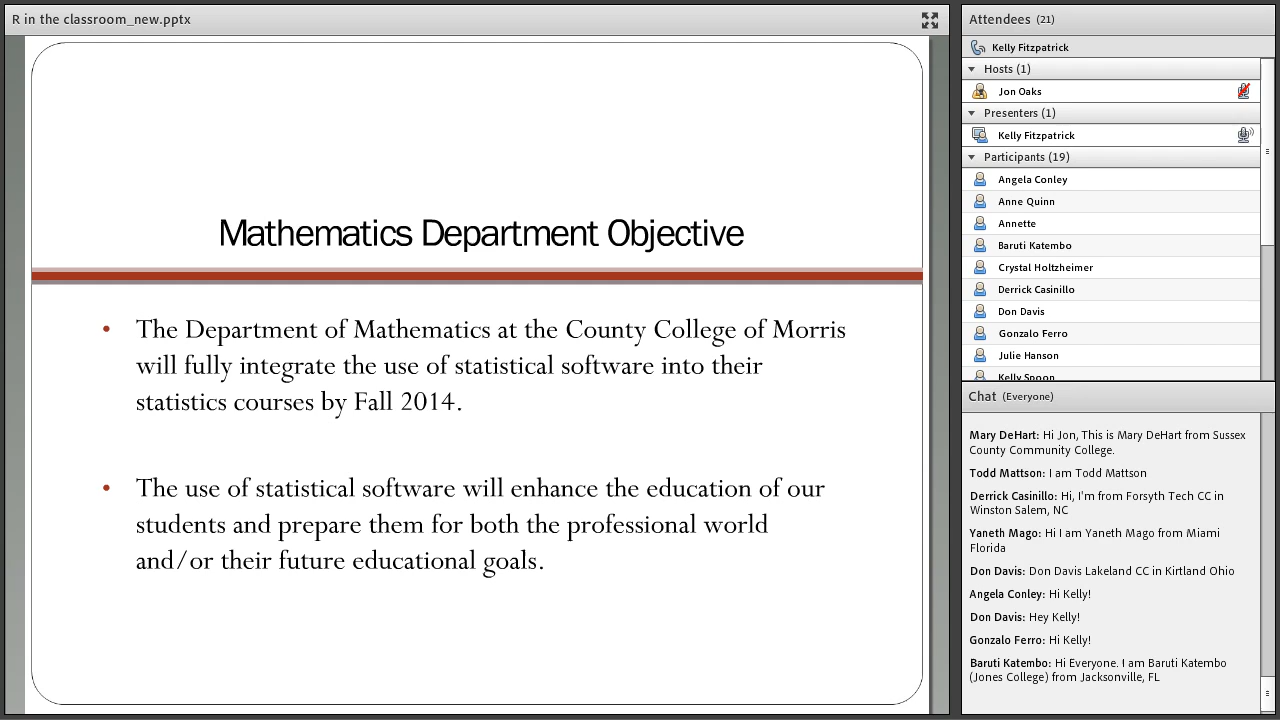 R in the classroom_new.pptx
Mathematics Department Objective
• The Department of Mathematics at the County College of Morris
will fully integrate the use of statistical software into their
statistics courses by Fall 2014.
• The use of statistical software will enhance the education of our
students and prepare them for both the professional world
and/or their future educational goals.
Attendees (21)
Kelly Fitzpatrick
Hosts (1)
Jon Oaks
Presenters (1)
Kelly Fitzpatrick
Participants (19)
Angela Conley
Anne Quinn
Annette
Baruti Katembo
Crystal Holtzheimer
Derrick Casinillo
Don Davis
Gonzalo Ferro
Julie Hanson
Kelly Spoon
Chat (Everyone)
Mary DeHart: Hi Jon, This is Mary DeHart from Sussex
County Community College.
Todd Mattson: I am Todd Mattson
Derrick Casinillo: Hi, I'm from Forsyth Tech CC in
Winston Salem, NC
Yaneth Mago: Hi I am Yaneth Mago from Miami
Florida
Don Davis: Don Davis Lakeland CC in Kirtland Ohio
Angela Conley: Hi Kelly!
Don Davis: Hey Kelly!
Gonzalo Ferro: Hi Kelly!
Baruti Katembo: Hi Everyone. I am Baruti Katembo
(Jones College) from Jacksonville, FL